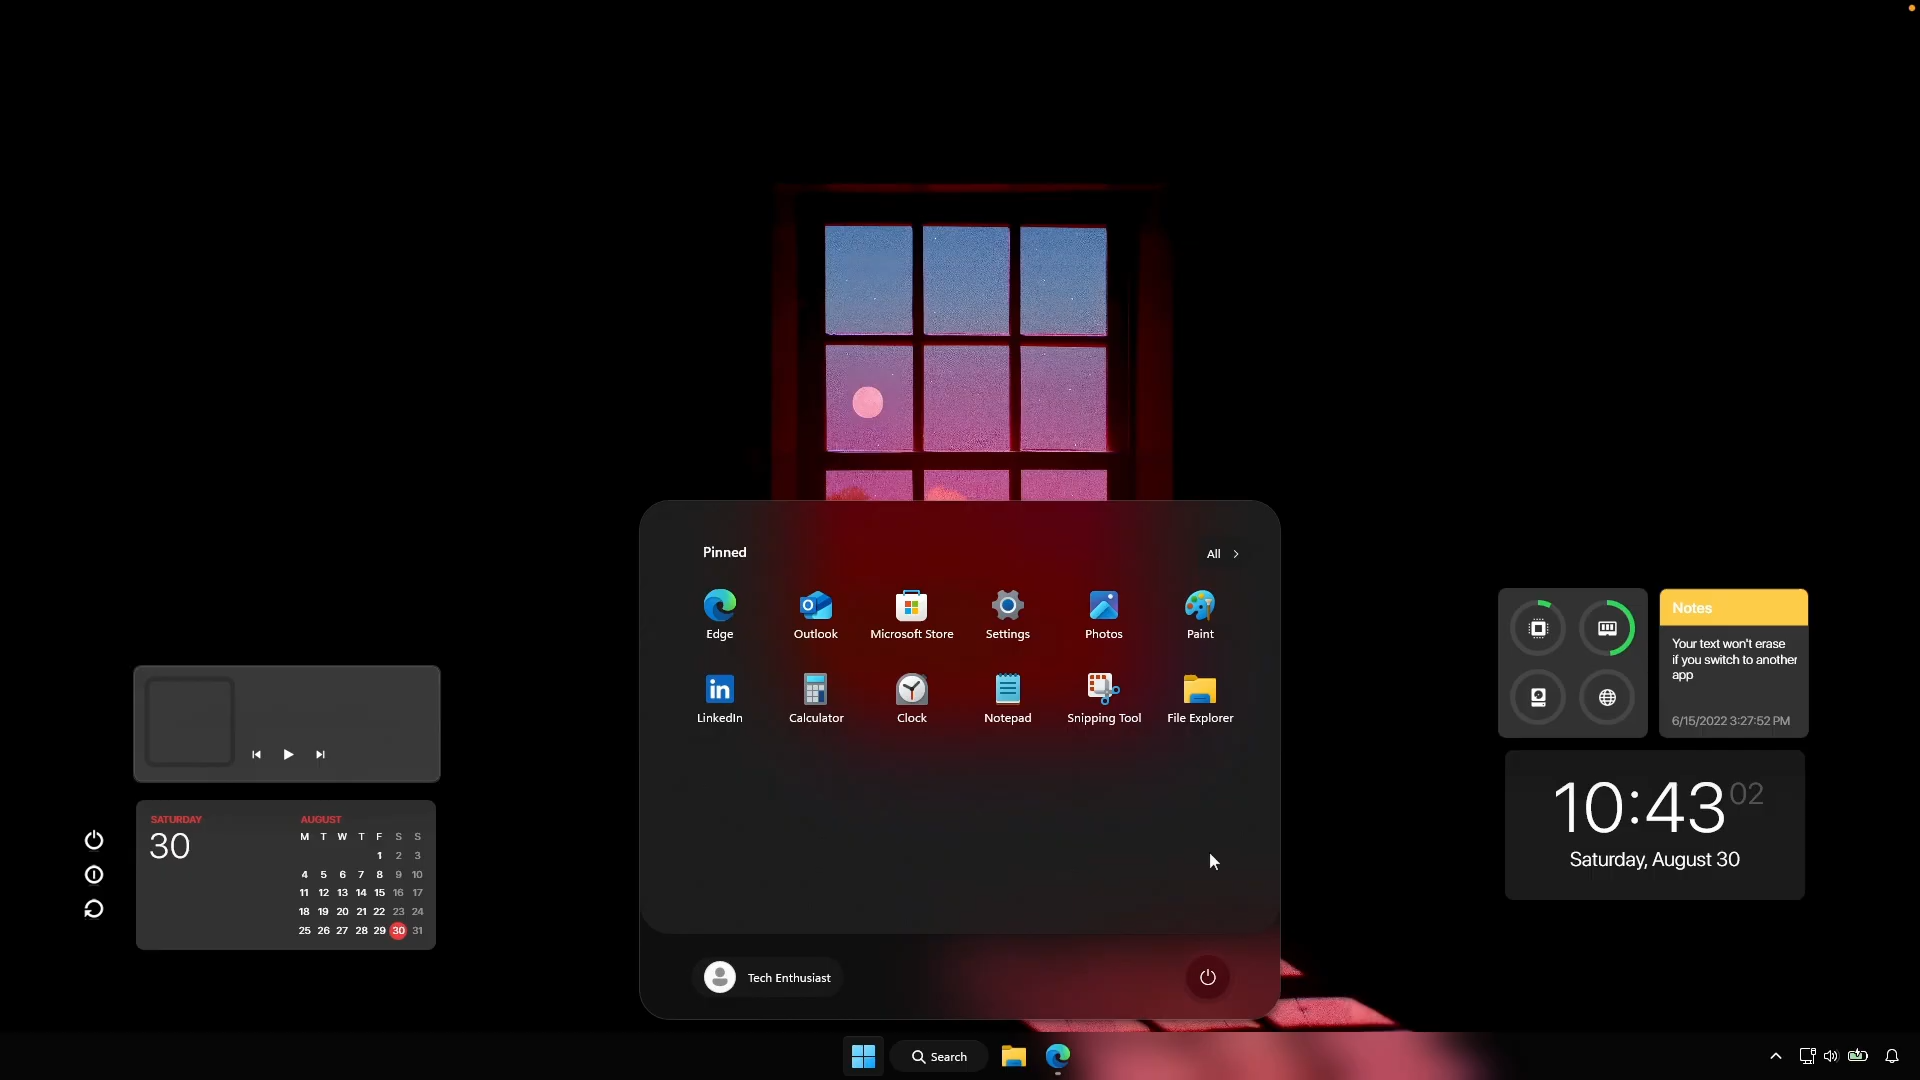 Pinned
All
Edge
Outlook
Microsoft Store
Settings
Photos
Paint
LinkedIn
Calculator
Clock
Notepad
Snipping Tool
File Explorer
Tech Enthusiast
SATURDAY
30
AUGUST
M T W T F S S
1 2 3
4 5 6 7 8 9 10
11 12 13 14 15 16 17
18 19 20 21 22 23 24
25 26 27 28 29 30 31
Notes
Your text won't erase
if you switch to another
app
6/15/2022 3:27:52 PM
10:43 02
Saturday, August 30
Search